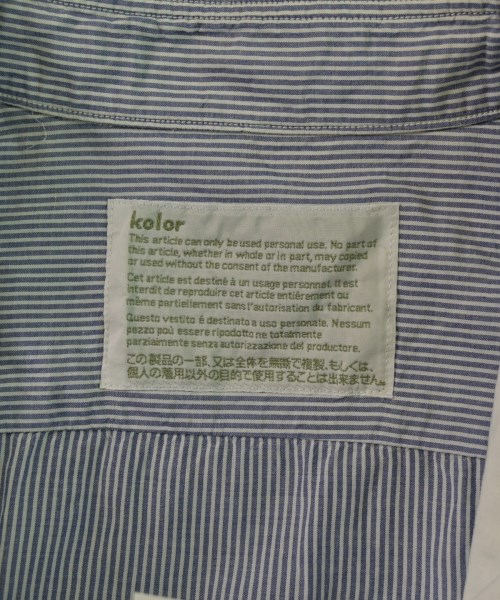 kolor
This article can only be used personal use. No part of
this article, whether in whole or in part, may copied
or used without the consent of the manufacturer.
Cet article est destiné à un usage personnel. Il est
interdit de reproduire cet article entiérement ou
même partiellement sans l'autorisation du fabricant.
Questo vestito é destinato a uso personale. Nessum
pezzo può essere ripdotto ne totalmente
parziaimente senza autorizzazione del productore.
この製品の一部、又は全体を無断で複製、もしくは、
個人の着用以外の目的で使用することは出来ません。